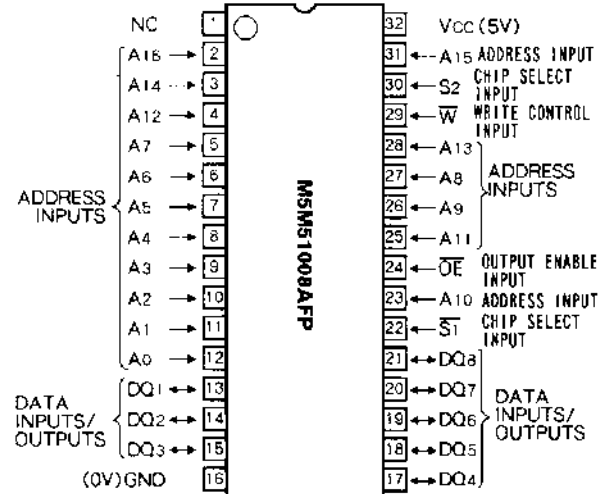 NC 1
A16 2
A14 3
A12 4
A7 5
A6 6
A5 7
A4 8
A3 9
A2 10
A1 11
A0 12
ADDRESS
INPUTS
DQ1 13
DQ2 14
DQ3 15
DATA
INPUTS/
OUTPUTS
(0V)GND 16
M5M51008AFP
32 VCC (5V)
31 A15 ADDRESS INPUT
30 S2 CHIP SELECT
INPUT
29 W WRITE CONTROL
INPUT
28 A13
27 A8
26 A9
25 A11
ADDRESS
INPUTS
24 OE OUTPUT ENABLE
INPUT
23 A10 ADDRESS INPUT
22 S1 CHIP SELECT
INPUT
21 DQ8
20 DQ7
19 DQ6
18 DQ5
17 DQ4
DATA
INPUTS/
OUTPUTS